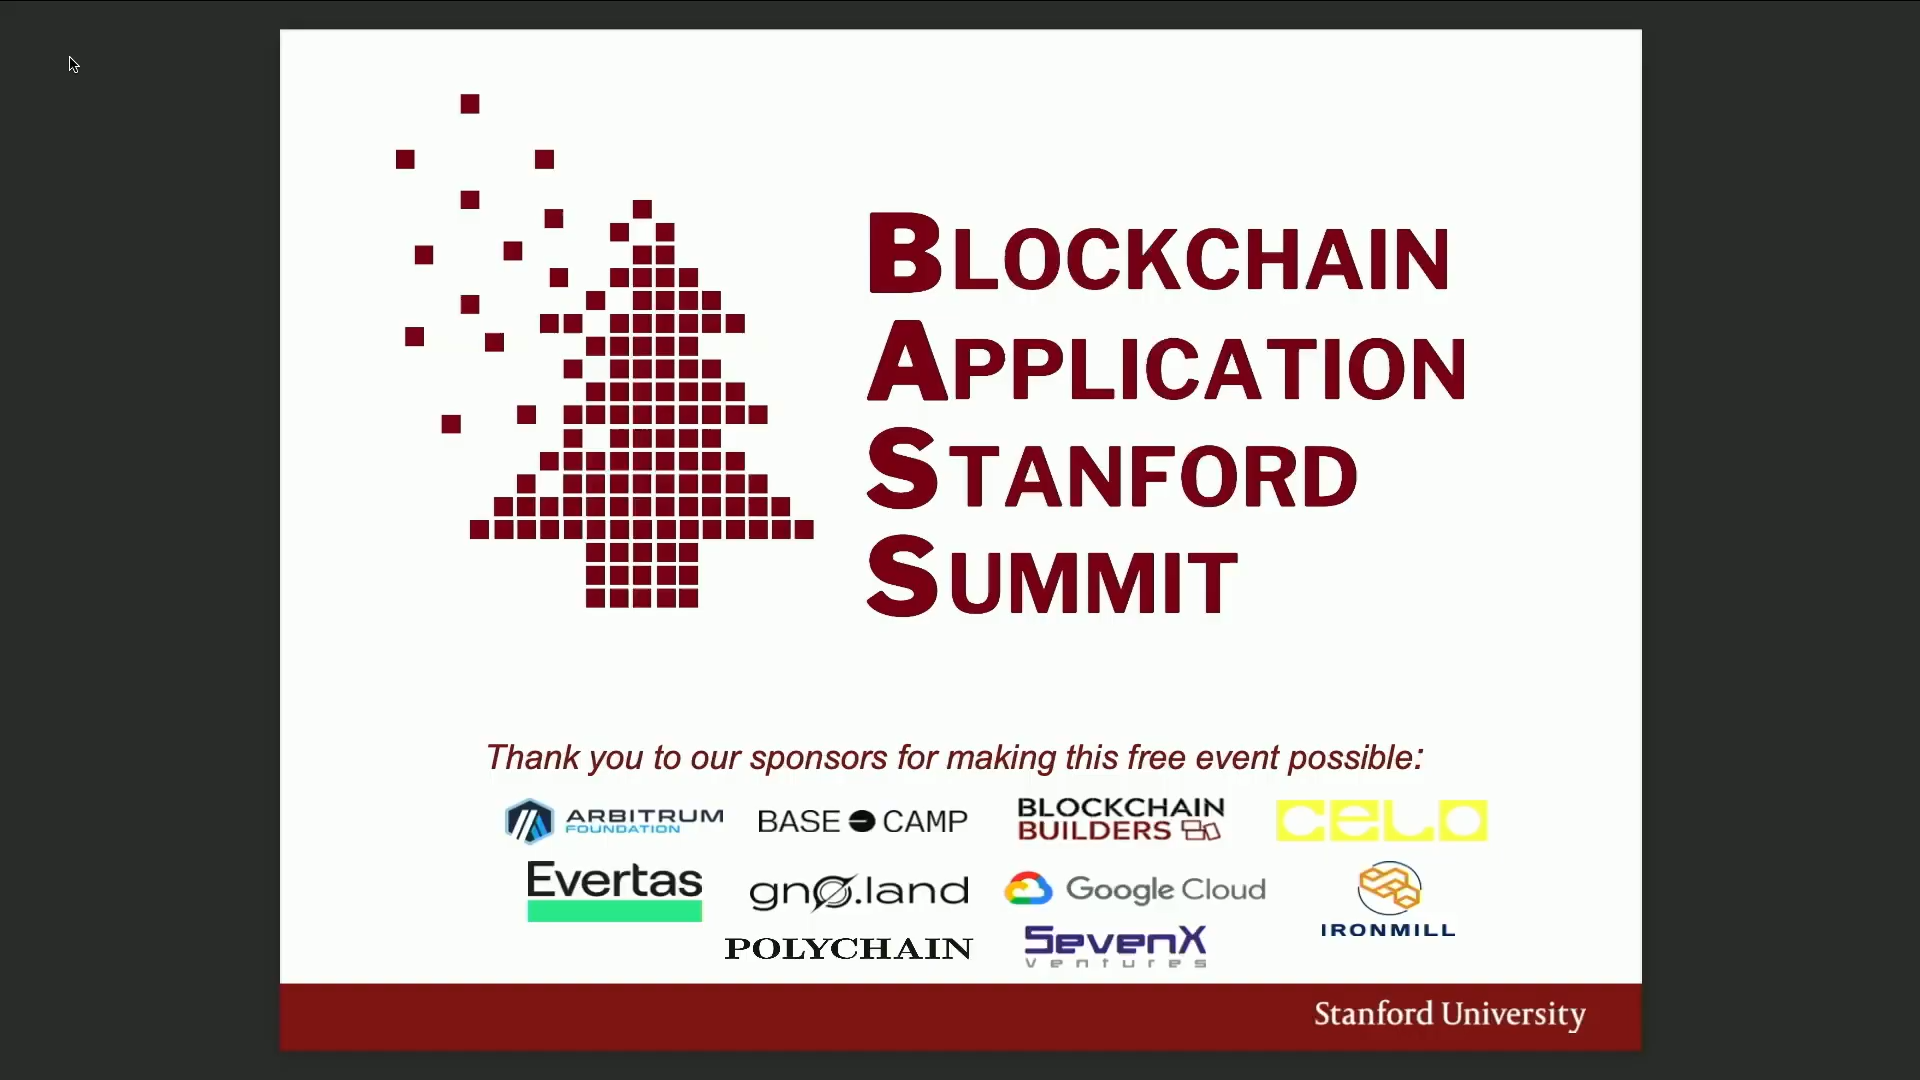 BLOCKCHAIN
APPLICATION
STANFORD
SUMMIT
Thank you to our sponsors for making this free event possible:
ARBITRUM FOUNDATION
BASE CAMP
BLOCKCHAIN BUILDERS
CELO
Evertas
gno.land
Google Cloud
IRONMILL
POLYCHAIN
SevenX Ventures
Stanford University